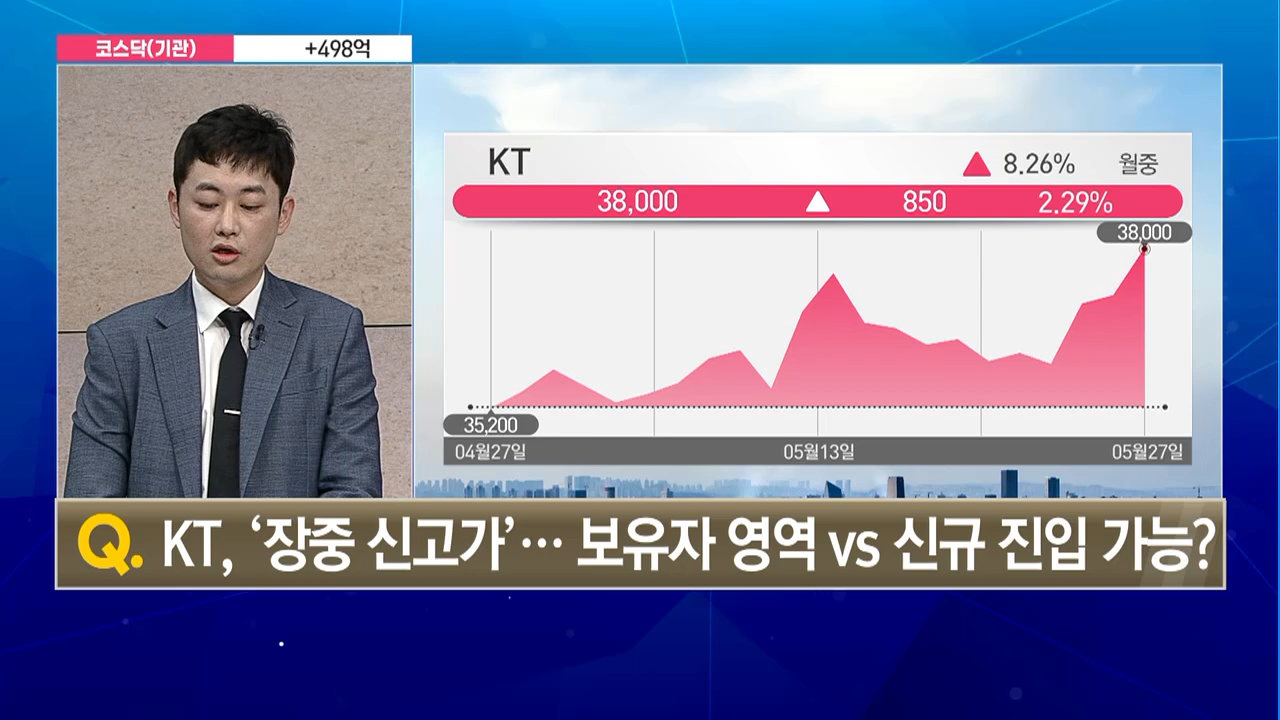 코스닥(기관) +498억
KT ▲ 8.26% 월중
38,000 ▲ 850 2.29%
38,000
35,200
04월27일 05월13일 05월27일
Q. KT, ‘장중 신고가’… 보유자 영역 vs 신규 진입 가능?